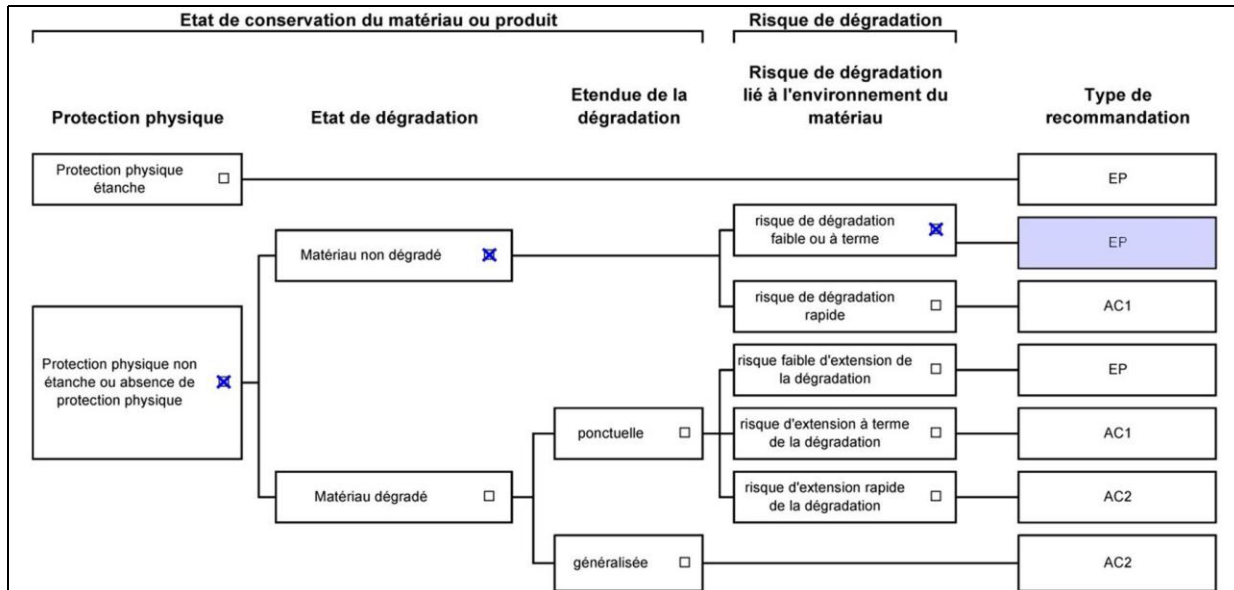 Etat de conservation du matériau ou produit
Risque de dégradation
Protection physique
Etat de dégradation
Etendue de la
dégradation
Risque de dégradation
lié à l'environnement du
matériau
Type de
recommandation
Protection physique
étanche
EP
Matériau non dégradé
risque de dégradation
faible ou à terme
EP
risque de dégradation
rapide
AC1
Protection physique non
étanche ou absence de
protection physique
risque faible d'extension de
la dégradation
EP
ponctuelle
risque d'extension à terme
de la dégradation
AC1
Matériau dégradé
risque d'extension rapide
de la dégradation
AC2
généralisée
AC2